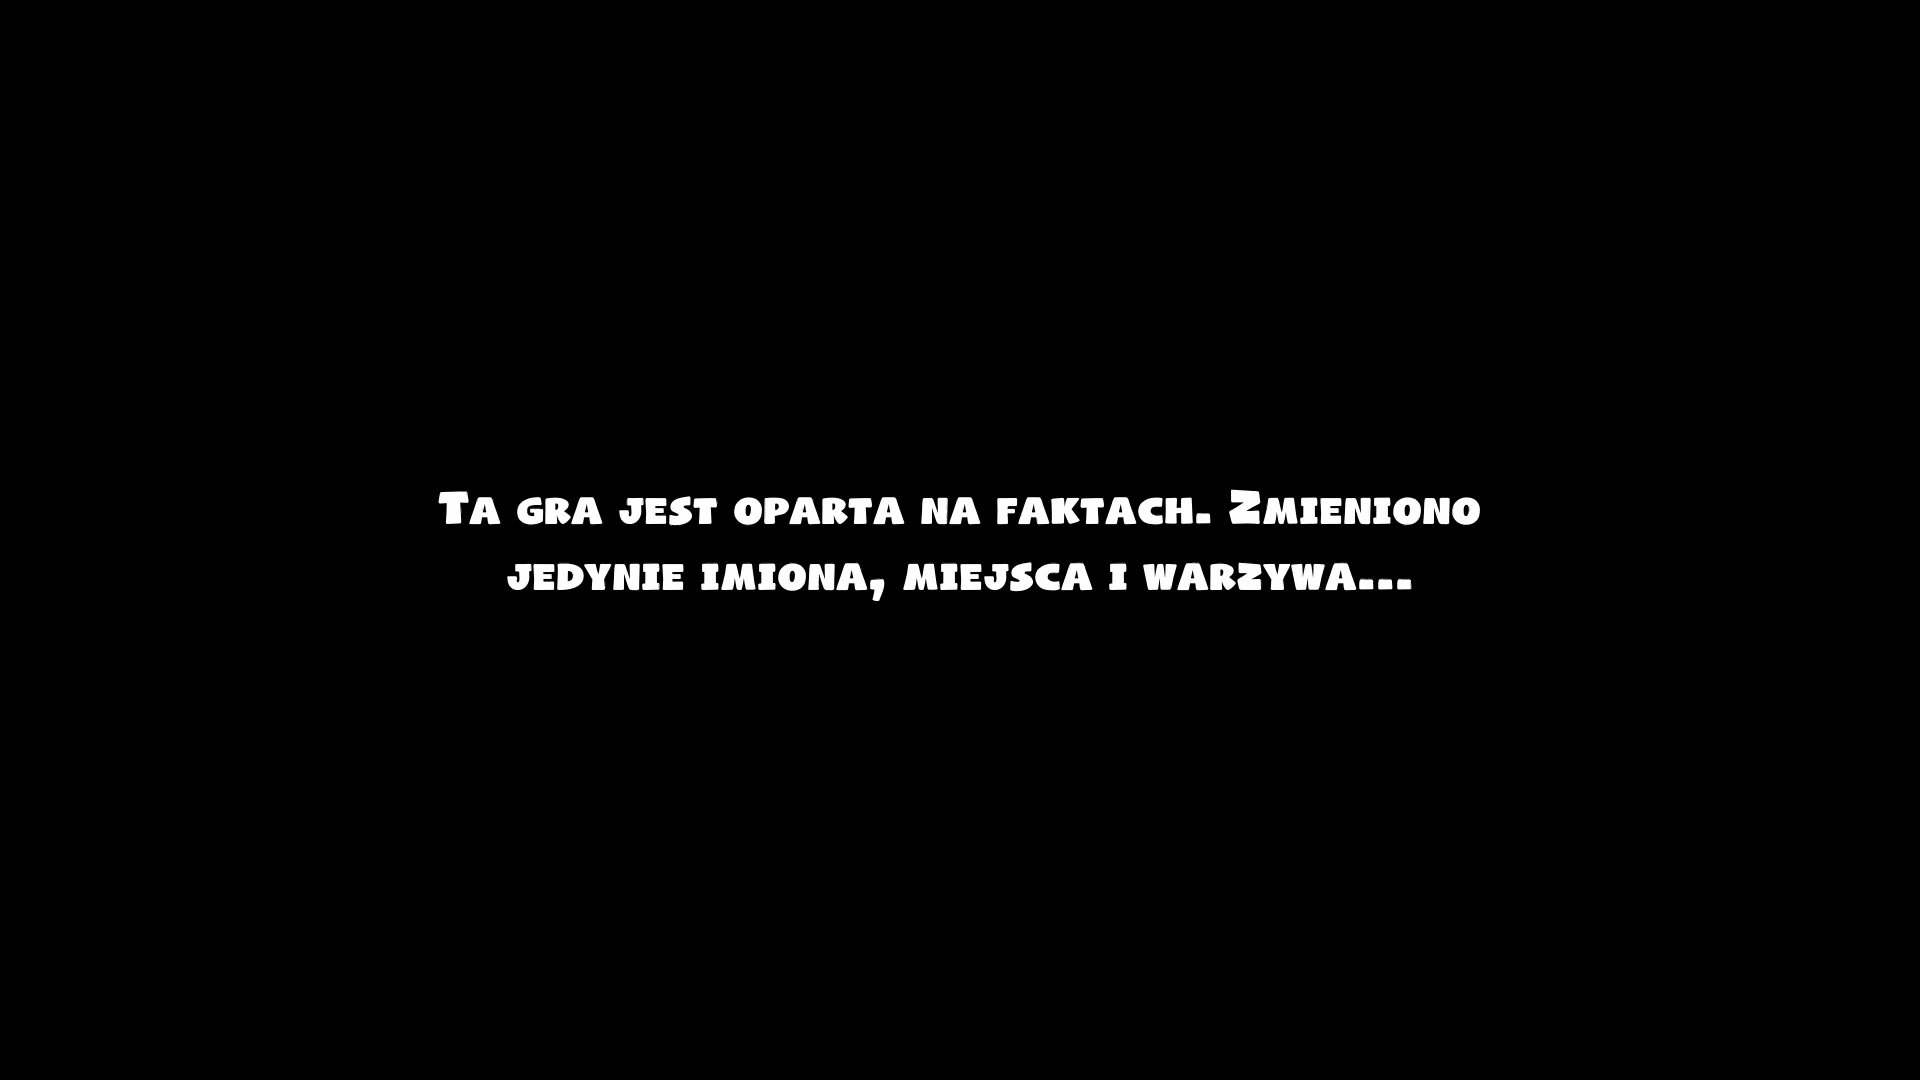 Ta gra jest oparta na faktach. Zmieniono
jedynie imiona, miejsca i warzywa...